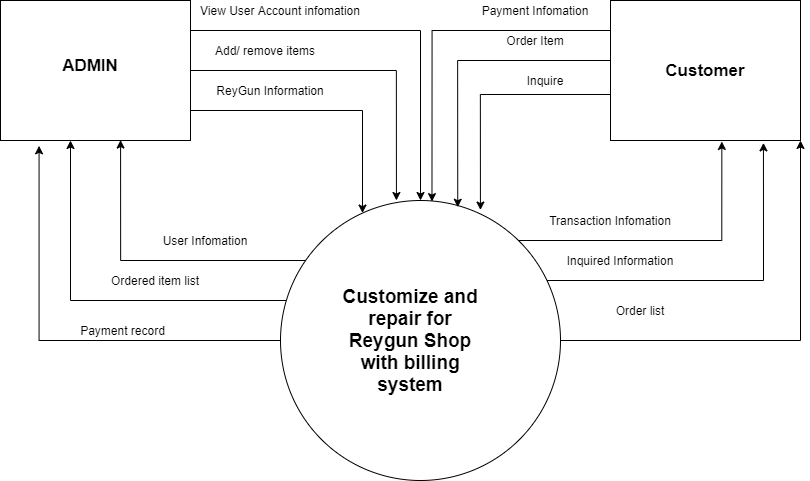 View User Account infomation
Payment Infomation
Add/ remove items
Order Item
ADMIN
Customer
ReyGun Information
Inquire
User Infomation
Transaction Infomation
Ordered item list
Inquired Information
Payment record
Order list
Customize and
repair for
Reygun Shop
with billing
system